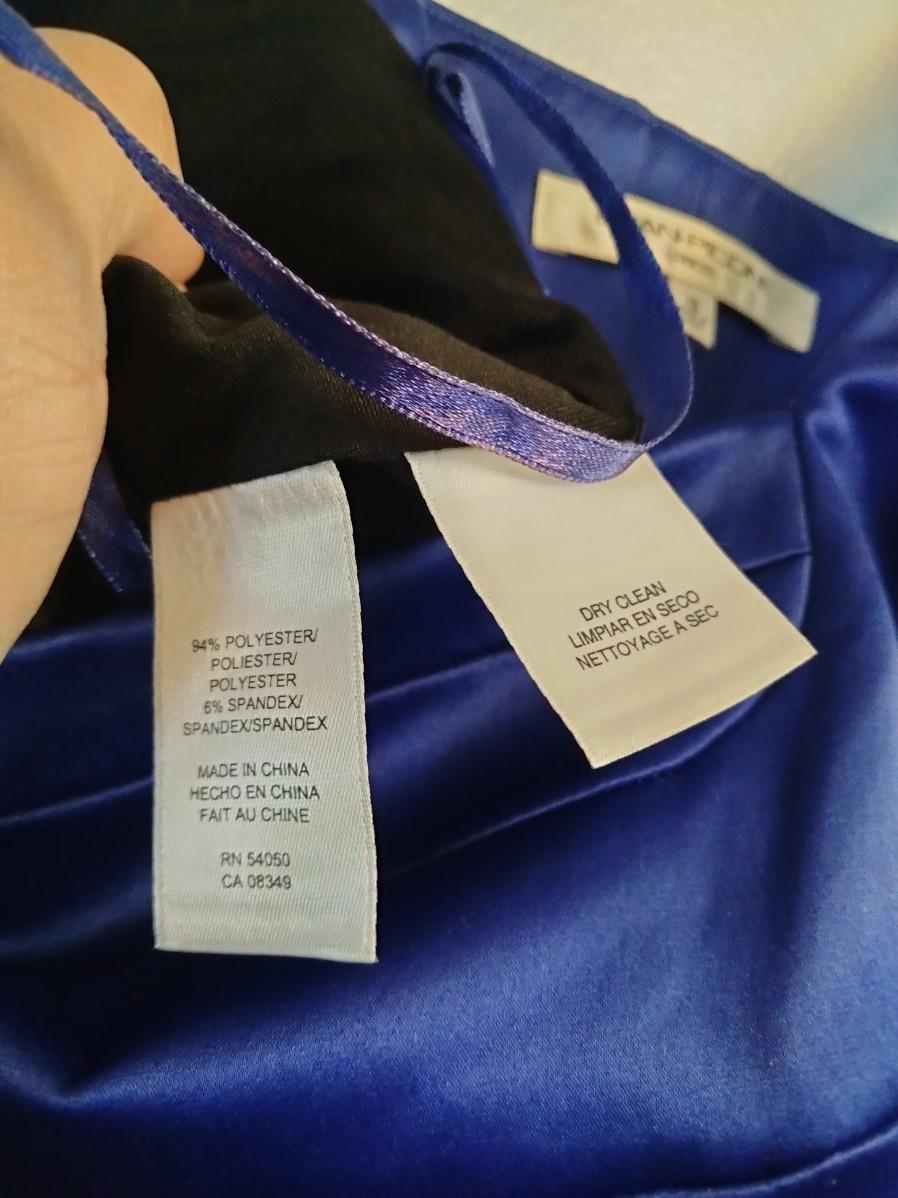 94% POLYESTER/
POLIESTER/
POLYESTER
6% SPANDEX/
SPANDEX/SPANDEX
MADE IN CHINA
HECHO EN CHINA
FAIT AU CHINE
RN 54050
CA 08349
DRY CLEAN
LIMPIAR EN SECO
NETTOYAGE A SEC